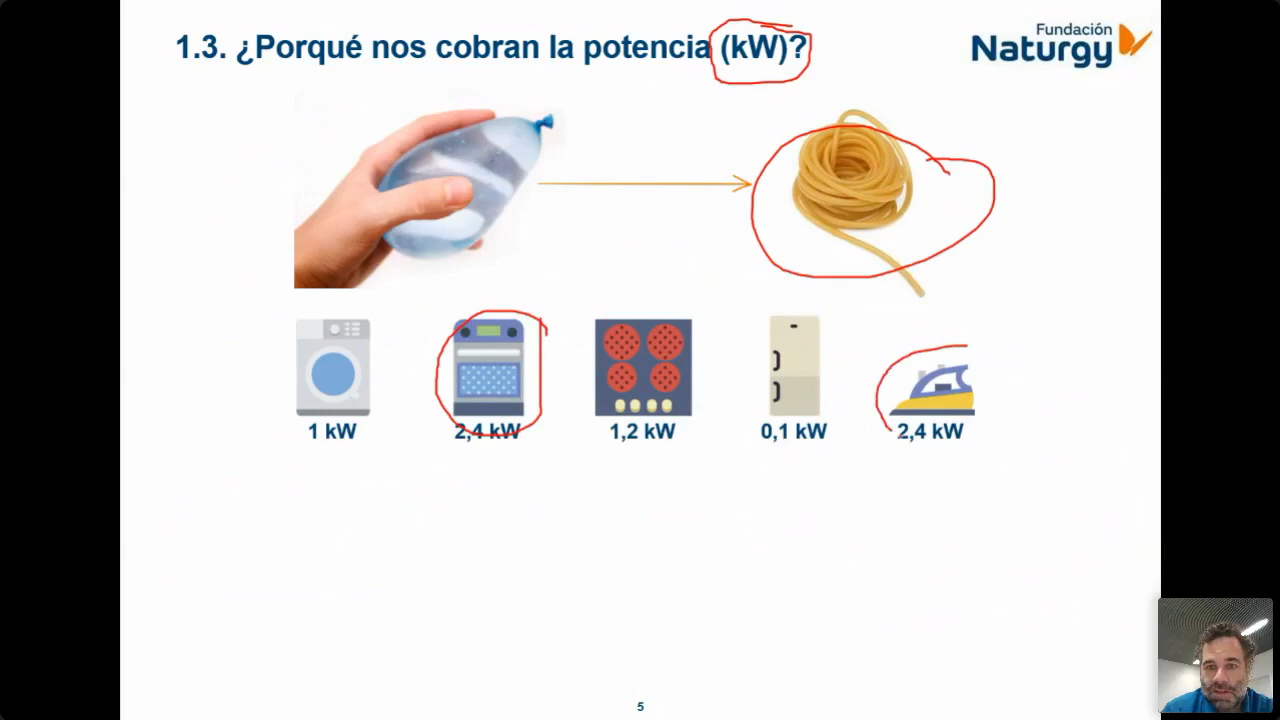 1.3. ¿Porqué nos cobran la potencia (kW)?
Fundación
Naturgy
1 kW
2,4 kW
1,2 kW
0,1 kW
2,4 kW
5